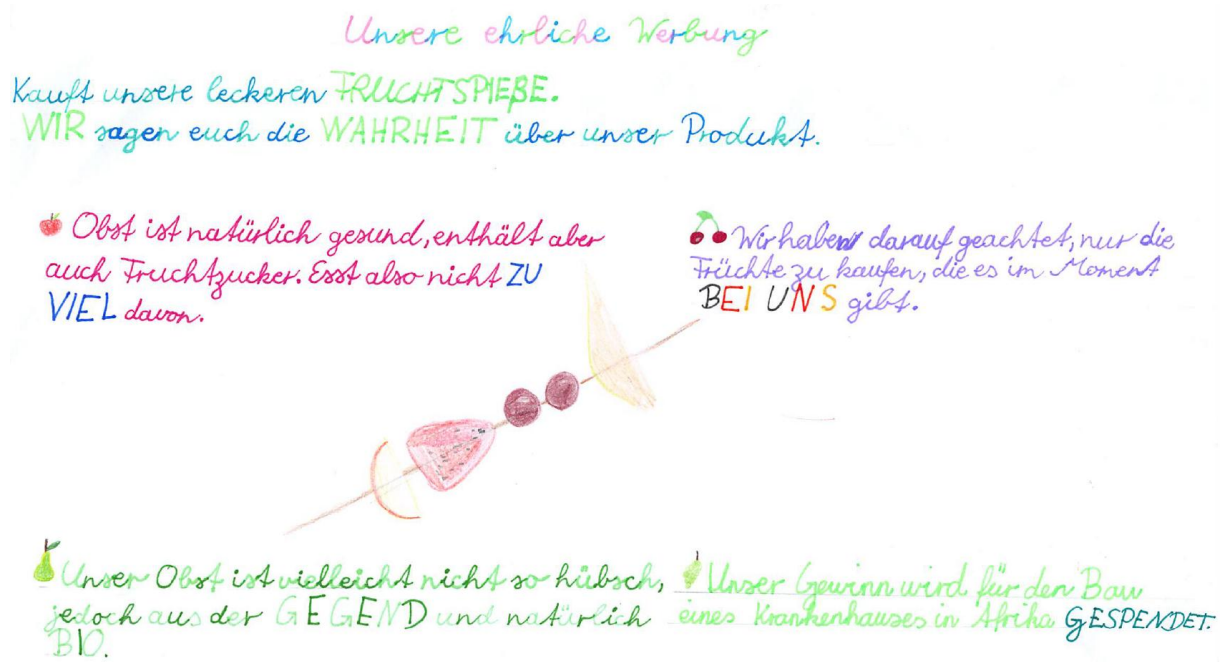 Unsere ehrliche Werbung
Kauft unsere leckeren FRUCHTSPIEßE.
WIR sagen euch die WAHRHEIT über unser Produkt.
Obst ist natürlich gesund, enthält aber
auch Fruchtzucker. Esst also nicht ZU
VIEL davon.
Wir haben darauf geachtet, nur die
Früchte zu kaufen, die es im Moment
BEI UNS gibt.
Unser Obst ist vielleicht nicht so hübsch,
jedoch aus der GEGEND und natürlich
BIO.
Unser Gewinn wird für den Bau
eines Krankenhauses in Afrika GESPENDET.